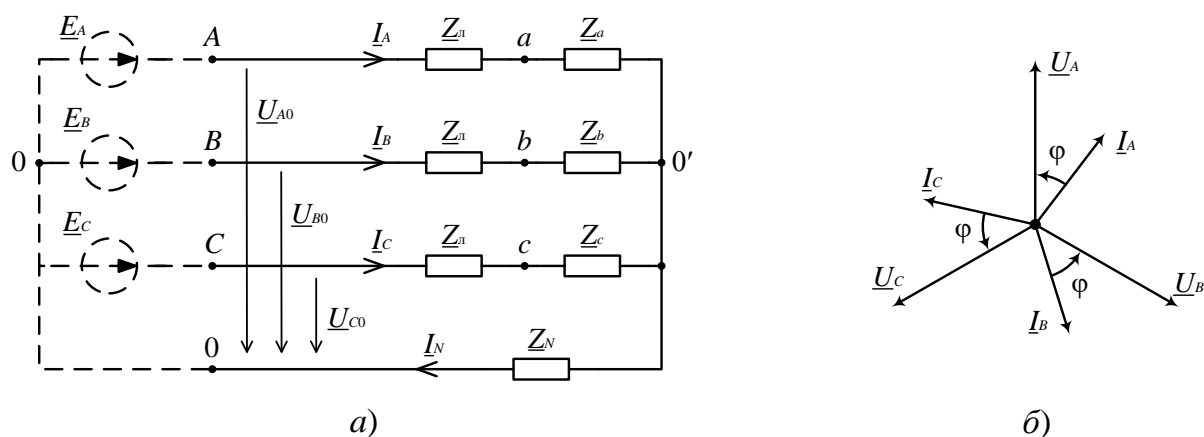 E_A A I_A Z_л a Z_a
U_A0
E_B B I_B Z_л b Z_b
0 0′
U_B0
E_C C I_C Z_л c Z_c
U_C0
0 I_N Z_N
а)
U_A
φ I_A
I_C
φ
U_C φ U_B
I_B
б)